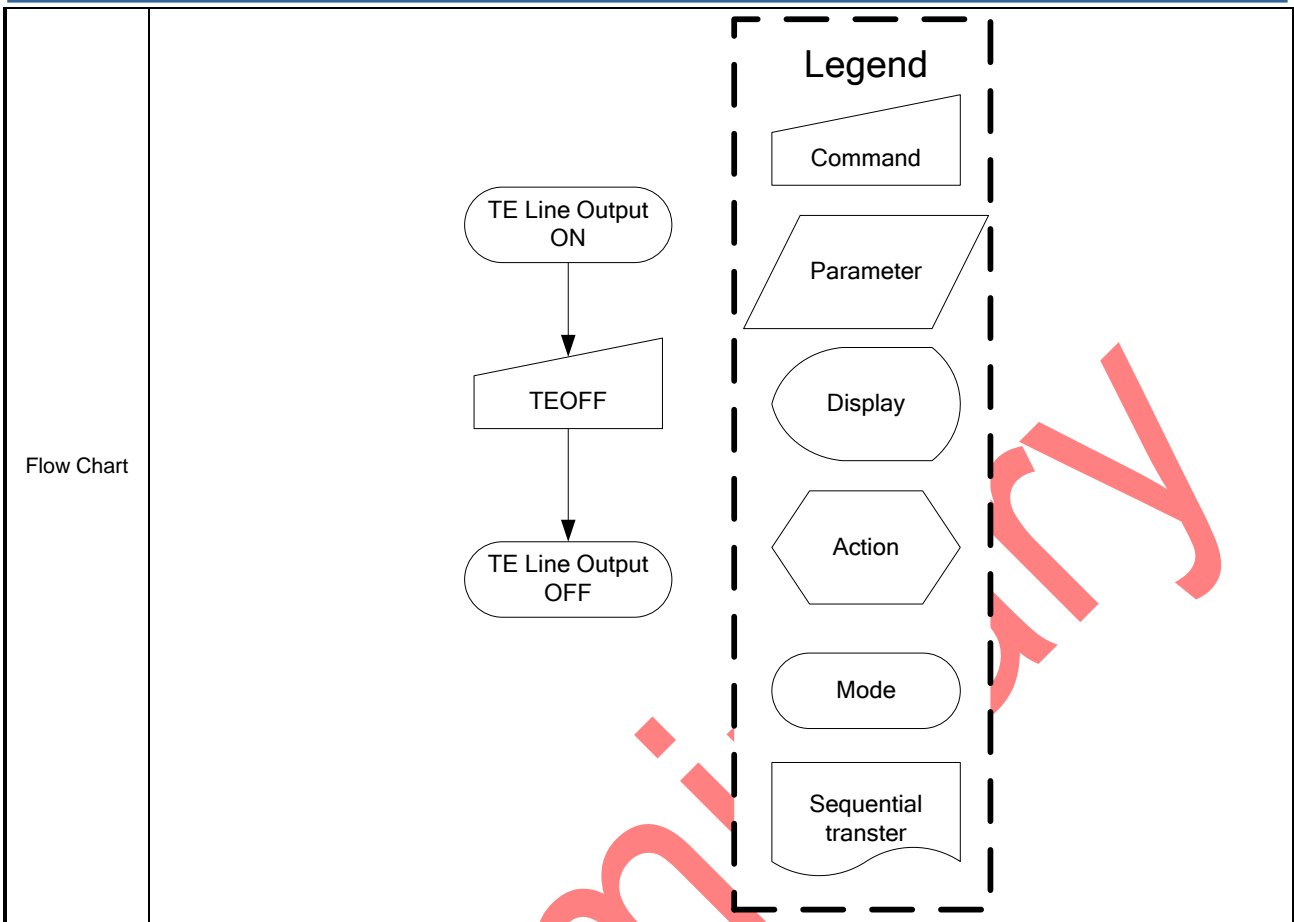 Flow Chart
TE Line Output
ON
TEOFF
TE Line Output
OFF
Legend
Command
Parameter
Display
Action
Mode
Sequential
transter